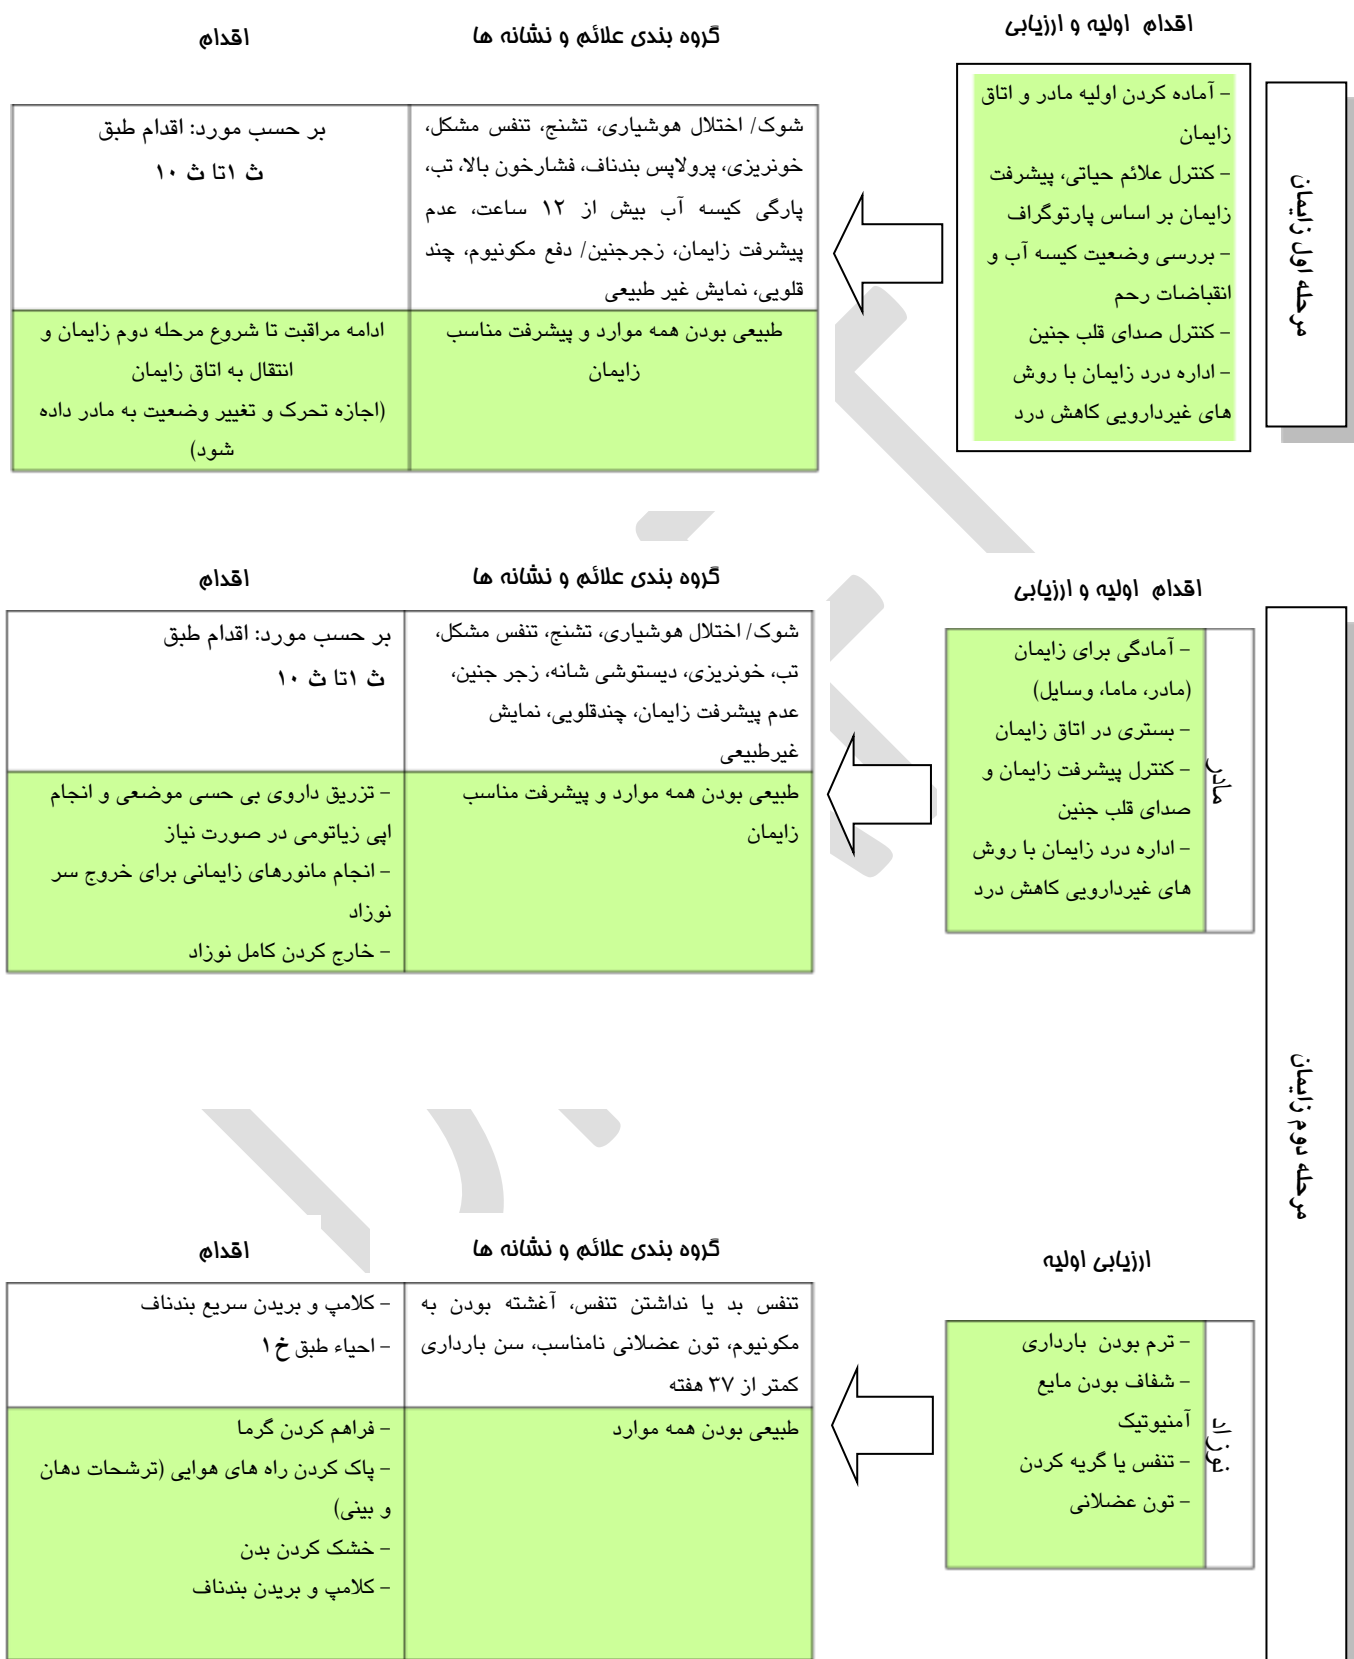 مرحله اول زایمان
اقدام اولیه و ارزیابی
- آماده کردن اولیه مادر و اتاق
زایمان
- کنترل علائم حیاتی، پیشرفت
زایمان بر اساس پارتوگراف
- بررسی وضعیت کیسه آب و
انقباضات رحم
- کنترل صدای قلب جنین
- اداره درد زایمان با روش
های غیردارویی کاهش درد
گروه بندی علائم و نشانه ها
اقدام
شوک/ اختلال هوشیاری، تشنج، تنفس مشکل،
خونریزی، پرولاپس بندناف، فشارخون بالا، تب،
پارگی کیسه آب بیش از ۱۲ ساعت، عدم
پیشرفت زایمان، زجرجنین/ دفع مکونیوم، چند
قلویی، نمایش غیر طبیعی
بر حسب مورد: اقدام طبق
ث ۱تا ث ۱۰
طبیعی بودن همه موارد و پیشرفت مناسب
زایمان
ادامه مراقبت تا شروع مرحله دوم زایمان و
انتقال به اتاق زایمان
(اجازه تحرک و تغییر وضعیت به مادر داده
شود)
مرحله دوم زایمان
اقدام اولیه و ارزیابی
مادر
- آمادگی برای زایمان
(مادر، ماما، وسایل)
- بستری در اتاق زایمان
- کنترل پیشرفت زایمان و
صدای قلب جنین
- اداره درد زایمان با روش
های غیردارویی کاهش درد
گروه بندی علائم و نشانه ها
اقدام
شوک/ اختلال هوشیاری، تشنج، تنفس مشکل،
تب، خونریزی، دیستوشی شانه، زجر جنین،
عدم پیشرفت زایمان، چندقلویی، نمایش
غیرطبیعی
بر حسب مورد: اقدام طبق
ث ۱تا ث ۱۰
طبیعی بودن همه موارد و پیشرفت مناسب
زایمان
- تزریق داروی بی حسی موضعی و انجام
اپی زیاتومی در صورت نیاز
- انجام مانورهای زایمانی برای خروج سر
نوزاد
- خارج کردن کامل نوزاد
ارزیابی اولیه
نوزاد
- ترم بودن بارداری
- شفاف بودن مایع
آمنیوتیک
- تنفس یا گریه کردن
- تون عضلانی
گروه بندی علائم و نشانه ها
اقدام
تنفس بد یا نداشتن تنفس، آغشته بودن به
مکونیوم، تون عضلانی نامناسب، سن بارداری
کمتر از ۳۷ هفته
- کلامپ و بریدن سریع بندناف
- احیاء طبق خ ۱
طبیعی بودن همه موارد
- فراهم کردن گرما
- پاک کردن راه های هوایی (ترشحات دهان
و بینی)
- خشک کردن بدن
- کلامپ و بریدن بندناف